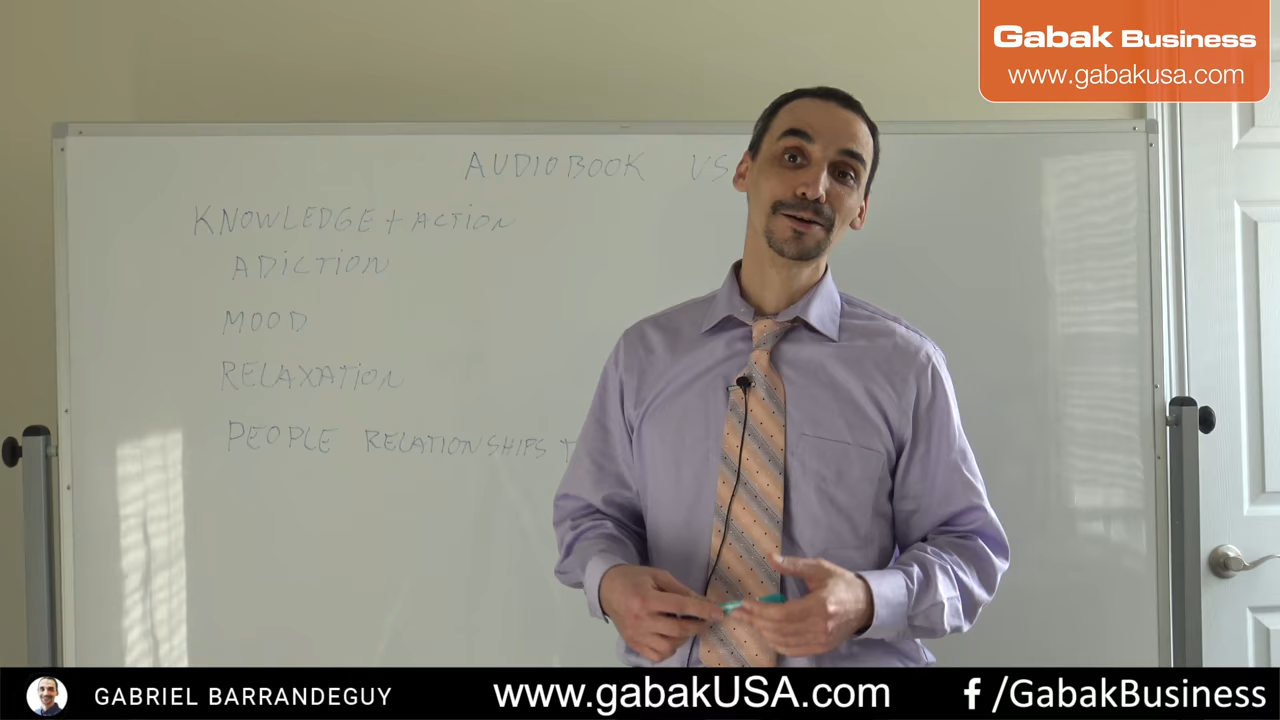 Gabak Business
www.gabakusa.com
AUDIOBOOK VS
KNOWLEDGE + ACTION
ADICTION
MOOD
RELAXATION
PEOPLE RELATIONSHIPS
GABRIEL BARRANDEGUY
www.gabakUSA.com
f /GabakBusiness